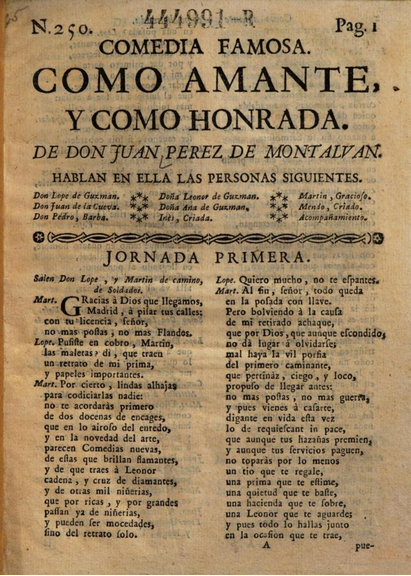 N. 250.
444991-R
Pag. 1
COMEDIA FAMOSA.
COMO AMANTE,
Y COMO HONRADA.
DE DON JUAN PEREZ DE MONTALVAN.
HABLAN EN ELLA LAS PERSONAS SIGUIENTES.
Don Lope de Guzman.
Don Juan de la Cueva.
Don Pedro, Barba.
Doña Leonor de Guzman.
Doña Ana de Guzman.
Inès, Criada.
Martin, Gracioso.
Mendo, Criado.
Acompañamiento.
JORNADA PRIMERA.
Salen Don Lope, y Martin de camino,
de Soldados.
Mart. GRacias à Dios que llegamos,
Madrid, à pisar tus calles:
con tu licencia, señor,
no mas postas, no mas Flandes.
Lope. Pusiste en cobro, Martin,
las maletas? di, que traen
un retrato de mi prima,
y papeles importantes.
Mart. Por cierto, lindas alhajas
para codiciarlas nadie:
no te acordaràs primero
de dos docenas de encages,
que en lo airoso del enredo,
y en la novedad del arte,
parecen Comedias nuevas,
de estas que brillan flamantes,
y de que traes à Leonor
cadena, y cruz de diamantes,
y de otras mil niñerias,
que por ricas, y por grandes
passan ya de niñerias,
y pueden ser mocedades,
sino del retrato solo.
Lope. Quiero mucho, no te espantes.
Mart. Al fin, señor, todo queda
en la posada con llave.
Pero bolviendo à la causa
de mi retirado achaque,
que por Dios, que aunque escondido,
no dà lugar à olvidarse;
mal haya la vil porfia
del primero caminante,
que pertinàz, ciego, y loco,
propuso de llegar antes:
no mas postas, no mas guerra,
y pues vienes à casarte,
digante en vida esta vez
lo de requiescant in pace,
que aunque tus hazañas premien,
y aunque tus servicios paguen,
no toparàs por lo menos
un tio que te regale,
una prima que te estime,
una quietud que te baste,
una hacienda que te sobre,
una Leonor que te aguarde;
y pues todo lo hallas junto
en la ocasion que te trae,
A
pue-